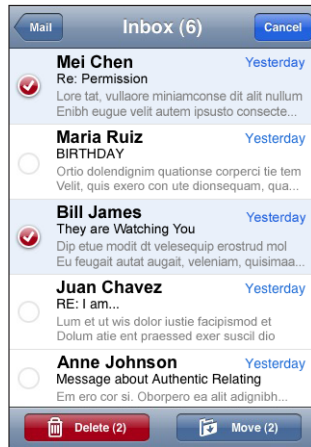 Mail Inbox (6) Cancel
Mei Chen Yesterday
Re: Permission
Lore tat, vullaore miniamconse dit alit nullum
Enibh eugue velit autem ipsusto consecte...
Maria Ruiz Yesterday
BIRTHDAY
Ortio dolendignim quationse corperci tie tem
Velit, quis exero con ute dionsequam, qua...
Bill James Yesterday
They are Watching You
Dip etue modit dt velesequip erostrud mol
Eu feugait autat augait, veleniam, quisimaa...
Juan Chavez Yesterday
RE: I am...
Lum et ut wis dolor iustie facipismod et
Dolum atie ent praessed exer suscil dio
Anne Johnson Yesterday
Message about Authentic Relating
Em ero cor si. Oborpero ea alit adignibh...
Delete (2) Move (2)